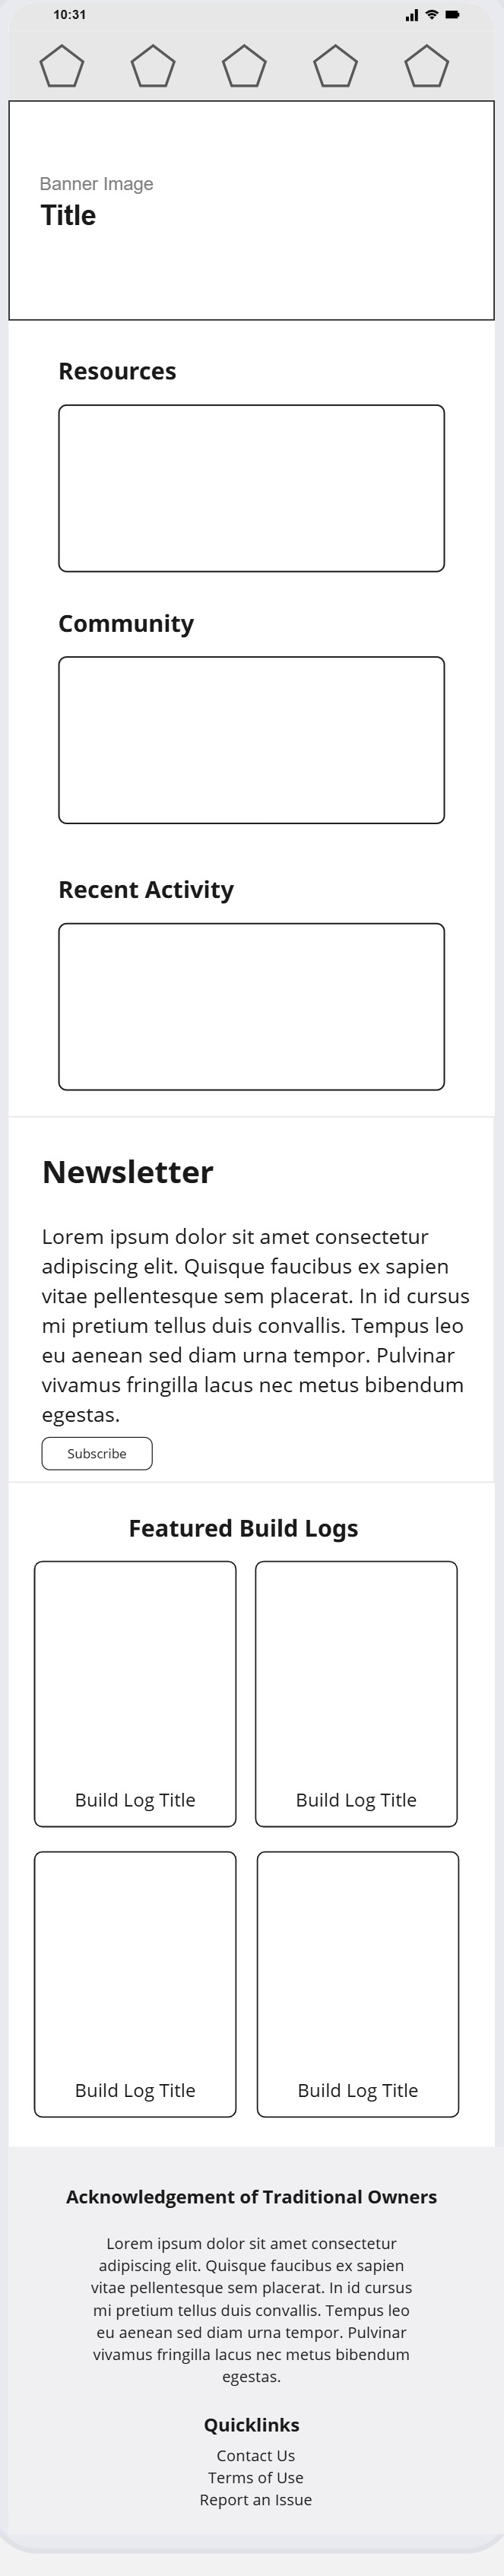 10:31
Banner Image
Title
Resources
Community
Recent Activity
Newsletter
Lorem ipsum dolor sit amet consectetur
adipiscing elit. Quisque faucibus ex sapien
vitae pellentesque sem placerat. In id cursus
mi pretium tellus duis convallis. Tempus leo
eu aenean sed diam urna tempor. Pulvinar
vivamus fringilla lacus nec metus bibendum
egestas.
Subscribe
Featured Build Logs
Build Log Title
Build Log Title
Build Log Title
Build Log Title
Acknowledgement of Traditional Owners
Lorem ipsum dolor sit amet consectetur
adipiscing elit. Quisque faucibus ex sapien
vitae pellentesque sem placerat. In id cursus
mi pretium tellus duis convallis. Tempus leo
eu aenean sed diam urna tempor. Pulvinar
vivamus fringilla lacus nec metus bibendum
egestas.
Quicklinks
Contact Us
Terms of Use
Report an Issue